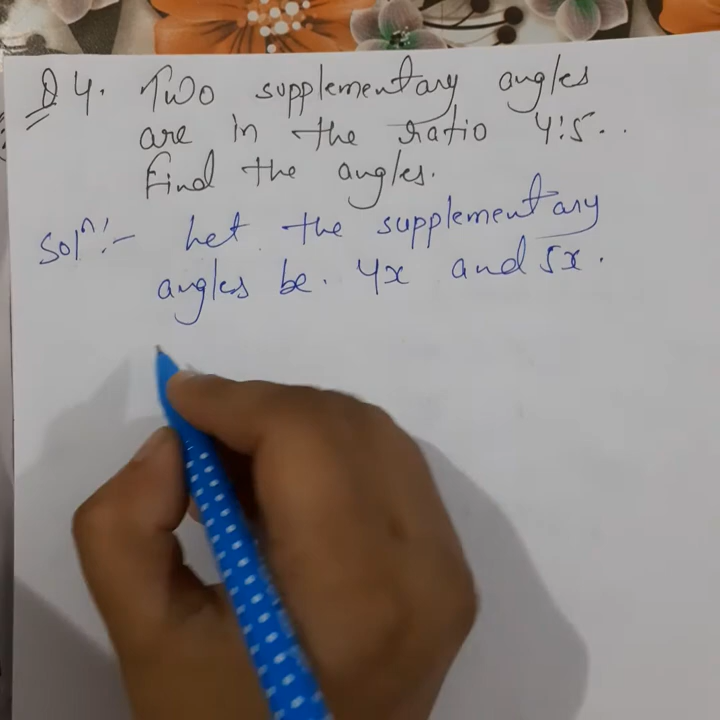 Q4. Two supplementary angles
are in the ratio 4:5..
Find the angles.
Solⁿ:- Let the supplementary
angles be. 4x and 5x.